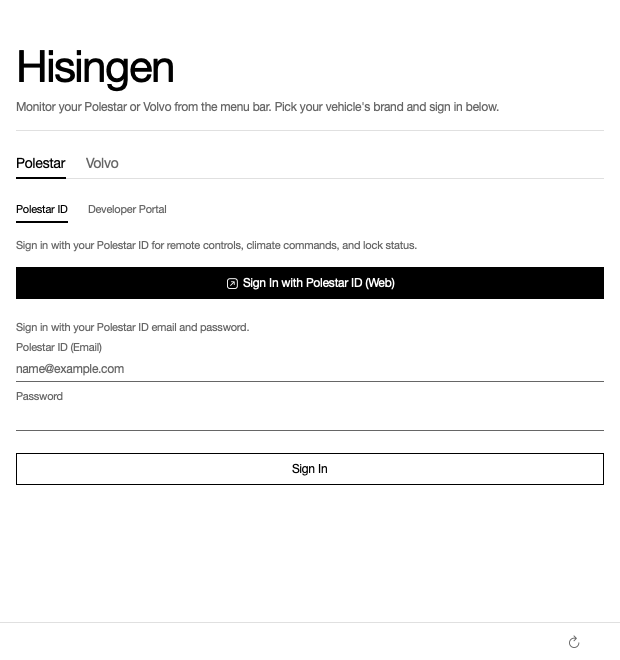 Hisingen
Monitor your Polestar or Volvo from the menu bar. Pick your vehicle's brand and sign in below.
Polestar Volvo
Polestar ID Developer Portal
Sign in with your Polestar ID for remote controls, climate commands, and lock status.
Sign In with Polestar ID (Web)
Sign in with your Polestar ID email and password.
Polestar ID (Email)
name@example.com
Password
Sign In